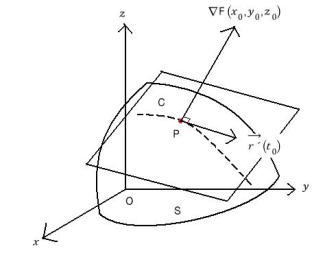 ∇F(x₀,y₀,z₀)
z
C
P
r⃗ ′(t₀)
O
y
S
x